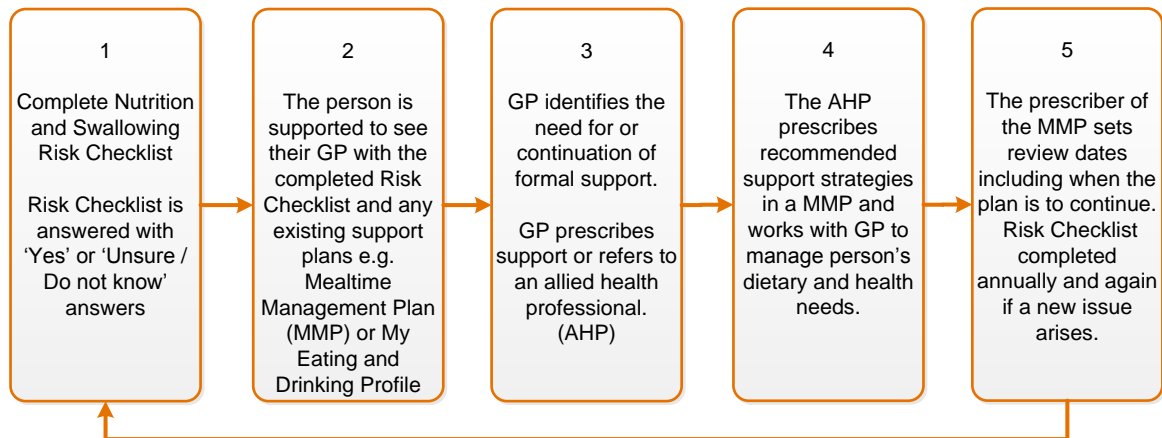 1
Complete Nutrition
and Swallowing
Risk Checklist
Risk Checklist is
answered with
‘Yes’ or ‘Unsure /
Do not know’
answers
2
The person is
supported to see
their GP with the
completed Risk
Checklist and any
existing support
plans e.g.
Mealtime
Management Plan
(MMP) or My
Eating and
Drinking Profile
3
GP identifies the
need for or
continuation of
formal support.
GP prescribes
support or refers to
an allied health
professional.
(AHP)
4
The AHP
prescribes
recommended
support strategies
in a MMP and
works with GP to
manage person’s
dietary and health
needs.
5
The prescriber of
the MMP sets
review dates
including when the
plan is to continue.
Risk Checklist
completed
annually and again
if a new issue
arises.